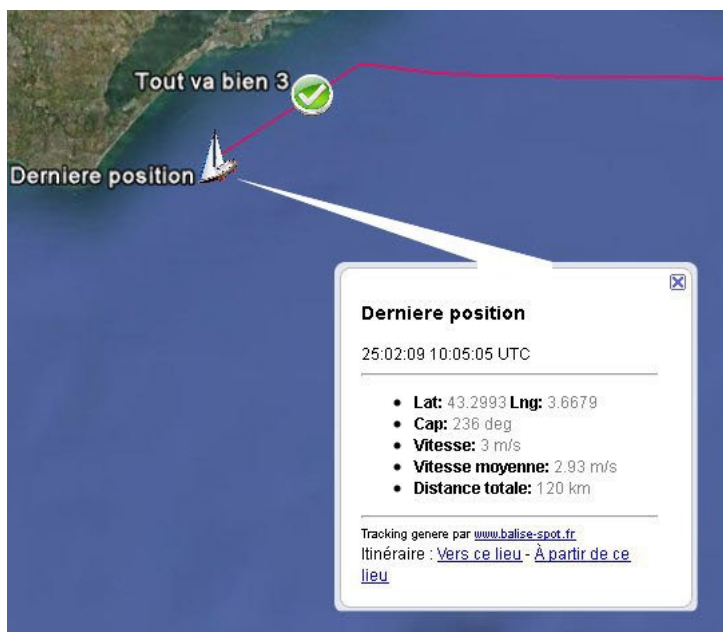 Tout va bien 3
Derniere position
Derniere position
25:02:09 10:05:05 UTC
Lat: 43.2993 Lng: 3.6679
Cap: 236 deg
Vitesse: 3 m/s
Vitesse moyenne: 2.93 m/s
Distance totale: 120 km
Tracking genere par www.balise-spot.fr
Itinéraire : Vers ce lieu - À partir de ce
lieu